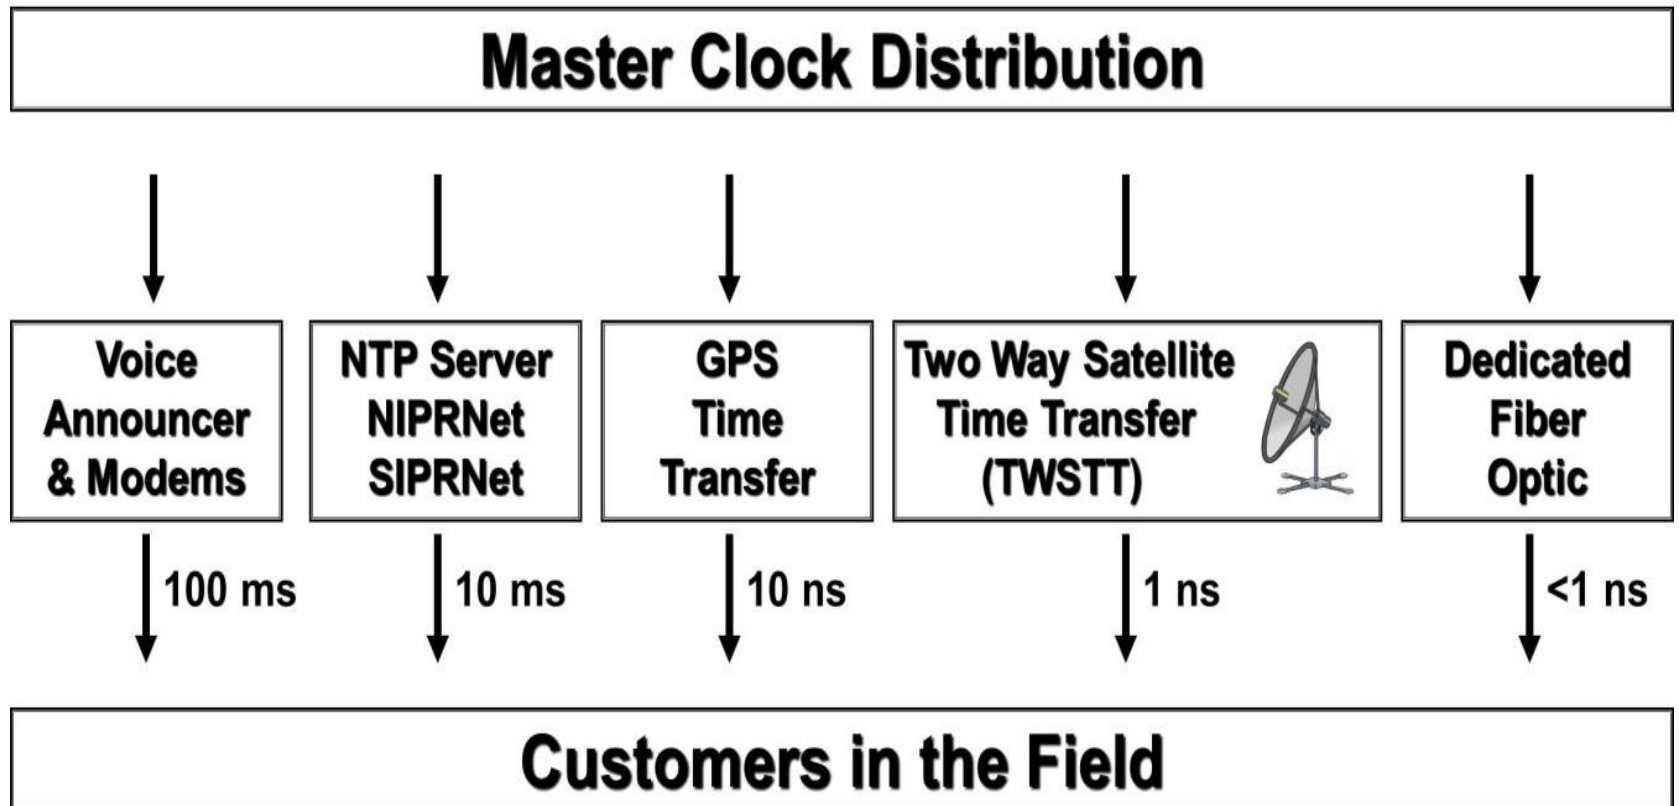 Master Clock Distribution
Voice
Announcer
& Modems
NTP Server
NIPRNet
SIPRNet
GPS
Time
Transfer
Two Way Satellite
Time Transfer
(TWSTT)
Dedicated
Fiber
Optic
100 ms
10 ms
10 ns
1 ns
<1 ns
Customers in the Field